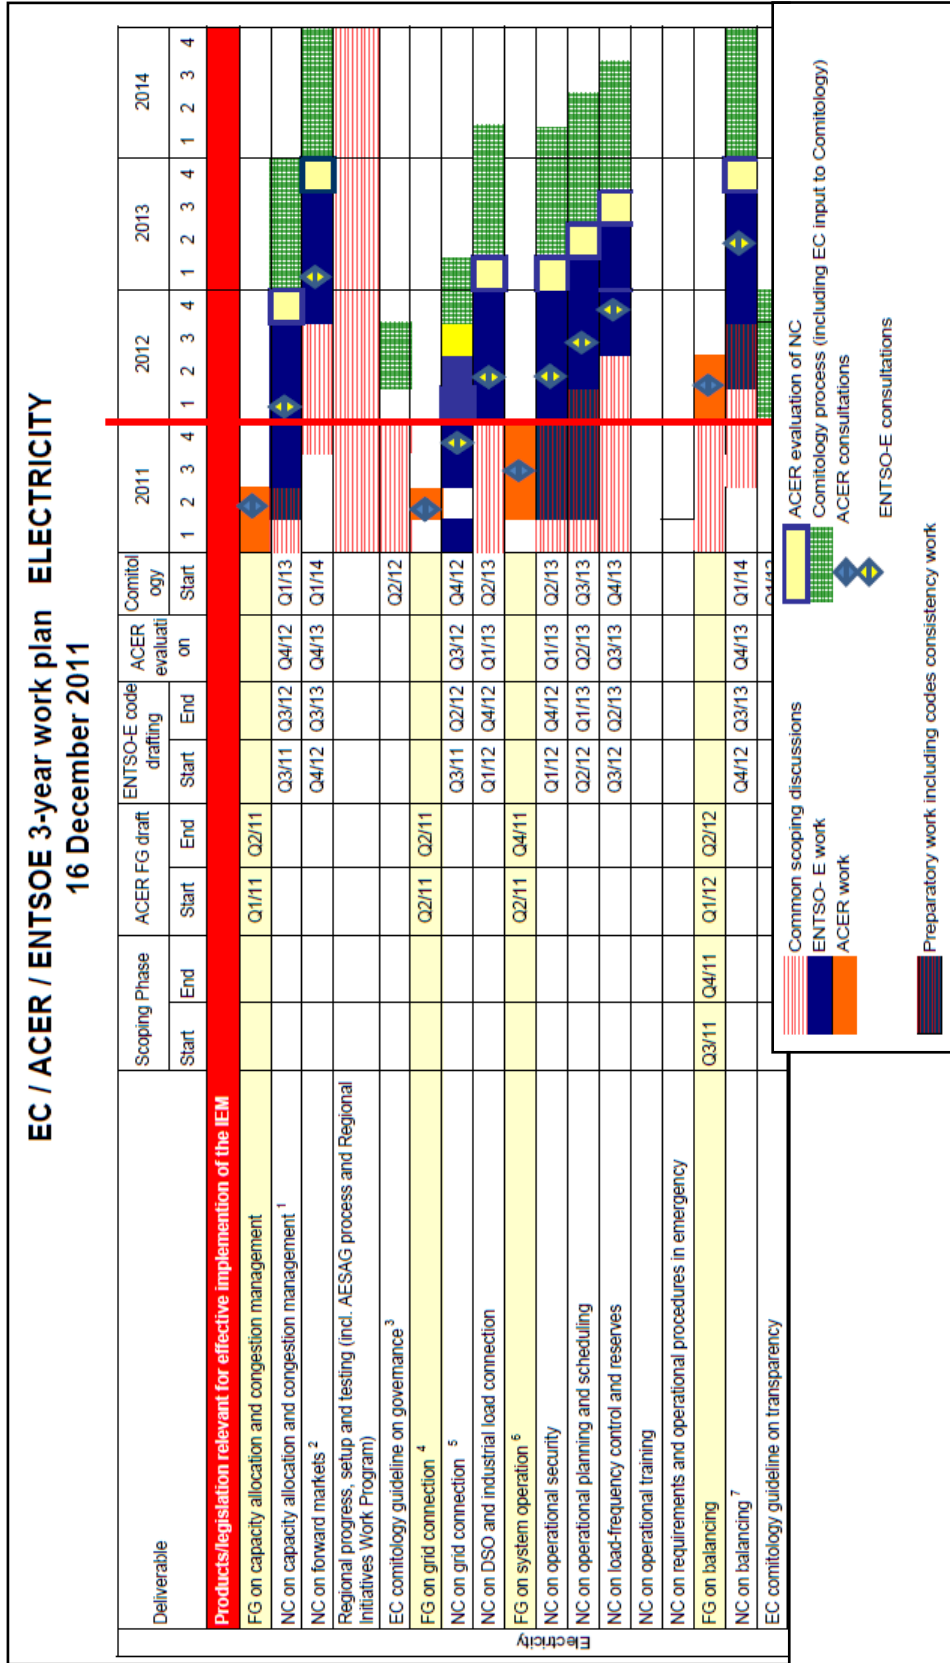 EC / ACER / ENTSOE 3-year work plan ELECTRICITY
16 December 2011
Deliverable
Scoping Phase
ACER FG draft
ENTSO-E code drafting
ACER evaluati on
Comitol ogy
2011 2012 2013 2014
Start End Start End Start End Start 1 2 3 4 1 2 3 4 1 2 3 4 1 2 3 4
Products/legislation relevant for effective implemention of the IEM
Electricity
FG on capacity allocation and congestion management Q1/11 Q2/11
NC on capacity allocation and congestion management 1 Q3/11 Q3/12 Q4/12 Q1/13
NC on forward markets 2 Q4/12 Q3/13 Q4/13 Q1/14
Regional progress, setup and testing (incl. AESAG process and Regional
Initiatives Work Program)
EC comitology guideline on governance 3 Q2/12
FG on grid connection 4 Q2/11 Q2/11
NC on grid connection 5 Q3/11 Q2/12 Q3/12 Q4/12
NC on DSO and industrial load connection Q1/12 Q4/12 Q1/13 Q2/13
FG on system operation 6 Q2/11 Q4/11
NC on operational security Q1/12 Q4/12 Q1/13 Q2/13
NC on operational planning and scheduling Q2/12 Q1/13 Q2/13 Q3/13
NC on load-frequency control and reserves Q3/12 Q2/13 Q3/13 Q4/13
NC on operational training
NC on requirements and operational procedures in emergency
FG on balancing Q3/11 Q4/11 Q1/12 Q2/12
NC on balancing 7 Q4/12 Q3/13 Q4/13 Q1/14
EC comitology guideline on transparency
Common scoping discussions
ENTSO- E work
ACER work
Preparatory work including codes consistency work
ACER evaluation of NC
Comitology process (including EC input to Comitology)
ACER consultations
ENTSO-E consultations